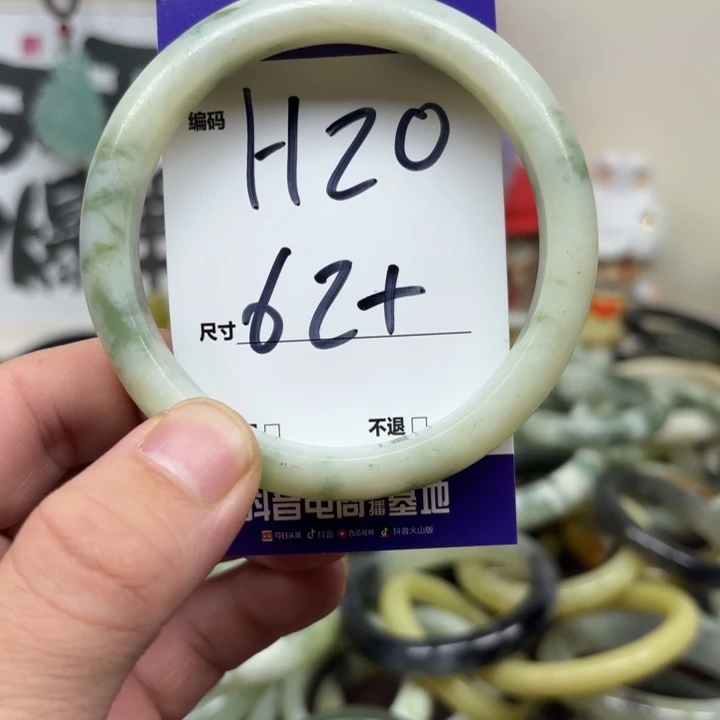 编码 H20
尺寸 62+
不退 □
抖音电商直播基地
今日头条 抖音 西瓜视频 抖音火山版